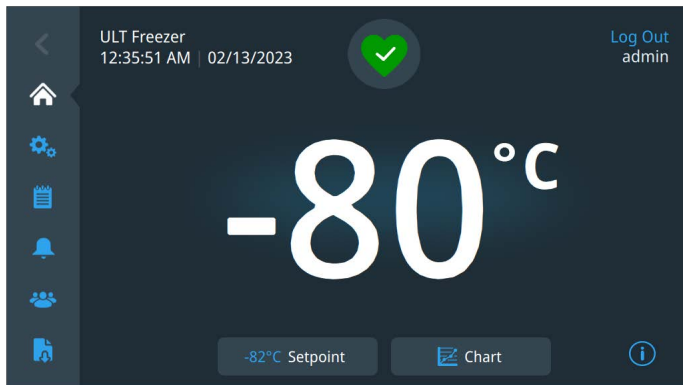 ULT Freezer
Log Out
12:35:51 AM | 02/13/2023
admin
-80°C
-82°C Setpoint
Chart